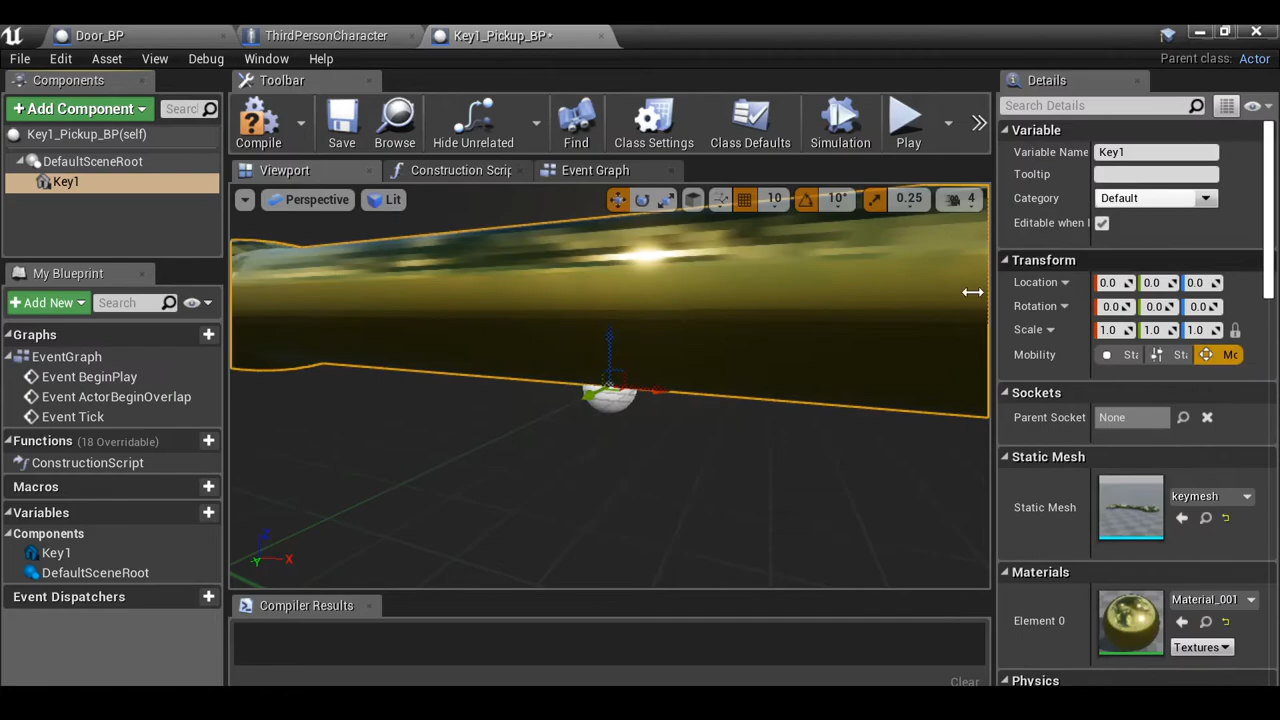 Door_BP
ThirdPersonCharacter
Key1_Pickup_BP*
File Edit Asset View Debug Window Help
Parent class: Actor
Components
Add Component
Searcl
Key1_Pickup_BP(self)
DefaultSceneRoot
Key1
My Blueprint
Add New
Search
Graphs
EventGraph
Event BeginPlay
Event ActorBeginOverlap
Event Tick
Functions (18 Overridable)
ConstructionScript
Macros
Variables
Components
Key1
DefaultSceneRoot
Event Dispatchers
Toolbar
Compile
Save
Browse
Hide Unrelated
Find
Class Settings
Class Defaults
Simulation
Play
Viewport
Construction Scrip
Event Graph
Perspective
Lit
10
10°
0.25
4
Z
X
Y
Compiler Results
Clear
Details
Search Details
Variable
Variable Name Key1
Tooltip
Category Default
Editable when I
Transform
Location 0.0 0.0 0.0
Rotation 0.0 0.0 0.0
Scale 1.0 1.0 1.0
Mobility Sta Sta Mo
Sockets
Parent Socket None
Static Mesh
Static Mesh keymesh
Materials
Element 0 Material_001
Textures
Physics